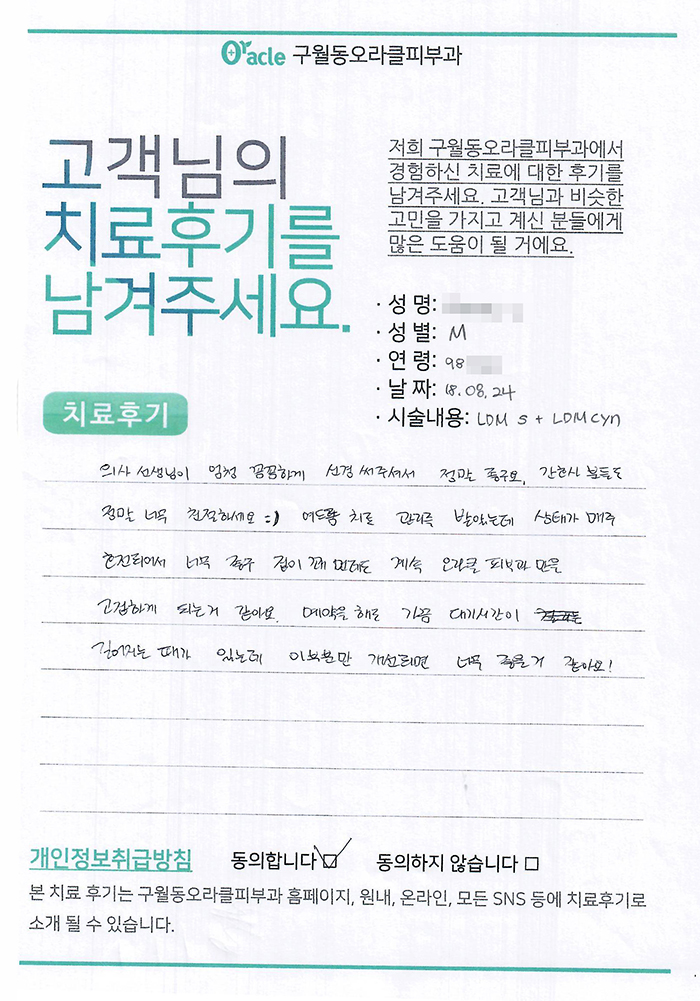 Oracle 구월동오라클피부과
고객님의
치료후기를
남겨주세요.
저희 구월동오라클피부과에서
경험하신 치료에 대한 후기를
남겨주세요. 고객님과 비슷한
고민을 가지고 계신 분들에게
많은 도움이 될 거에요.
· 성 명:
· 성 별: M
· 연 령: 98
· 날 짜: 18.08.24
· 시술내용: LDM S + LDM cyn
치료후기
의사 선생님이 엄청 꼼꼼하게 신경 써주셔서 정말 좋구요, 간호사 분들도
정말 너무 친절하세요 :) 여드름 치료 관리를 받았는데 상태가 매우
호전되어서 너무 좋구 집이 꽤 먼데도 계속 오라클 피부과 만을
고집하게 되는거 같아요. 예약을 해도 가끔 대기시간이
길어지는 때가 있는데 이부분만 개선되면 너무 좋을거 같아요!
개인정보취급방침 동의합니다 동의하지 않습니다
본 치료 후기는 구월동오라클피부과 홈페이지, 원내, 온라인, 모든 SNS 등에 치료후기로
소개 될 수 있습니다.